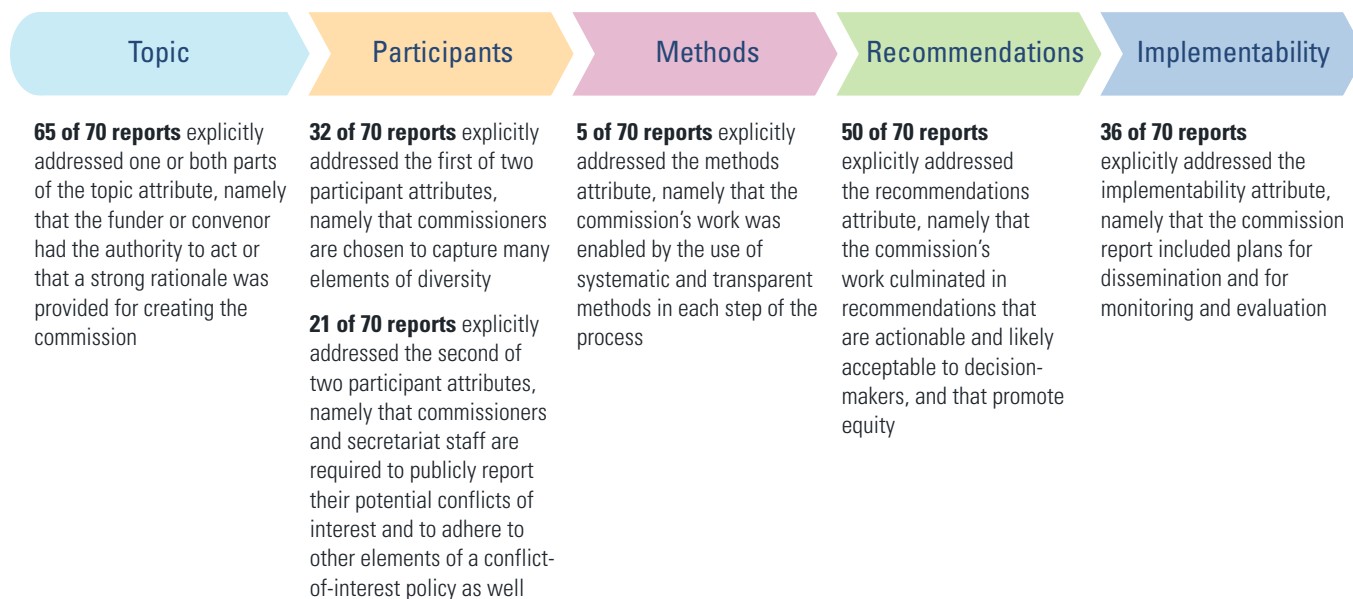 Topic
Participants
Methods
Recommendations
Implementability
65 of 70 reports explicitly
addressed one or both parts
of the topic attribute, namely
that the funder or convenor
had the authority to act or
that a strong rationale was
provided for creating the
commission
32 of 70 reports explicitly
addressed the first of two
participant attributes,
namely that commissioners
are chosen to capture many
elements of diversity
21 of 70 reports explicitly
addressed the second of
two participant attributes,
namely that commissioners
and secretariat staff are
required to publicly report
their potential conflicts of
interest and to adhere to
other elements of a conflict-
of-interest policy as well
5 of 70 reports explicitly
addressed the methods
attribute, namely that the
commission’s work was
enabled by the use of
systematic and transparent
methods in each step of the
process
50 of 70 reports
explicitly addressed
the recommendations
attribute, namely that
the commission’s
work culminated in
recommendations that
are actionable and likely
acceptable to decision-
makers, and that promote
equity
36 of 70 reports
explicitly addressed the
implementability attribute,
namely that the commission
report included plans for
dissemination and for
monitoring and evaluation